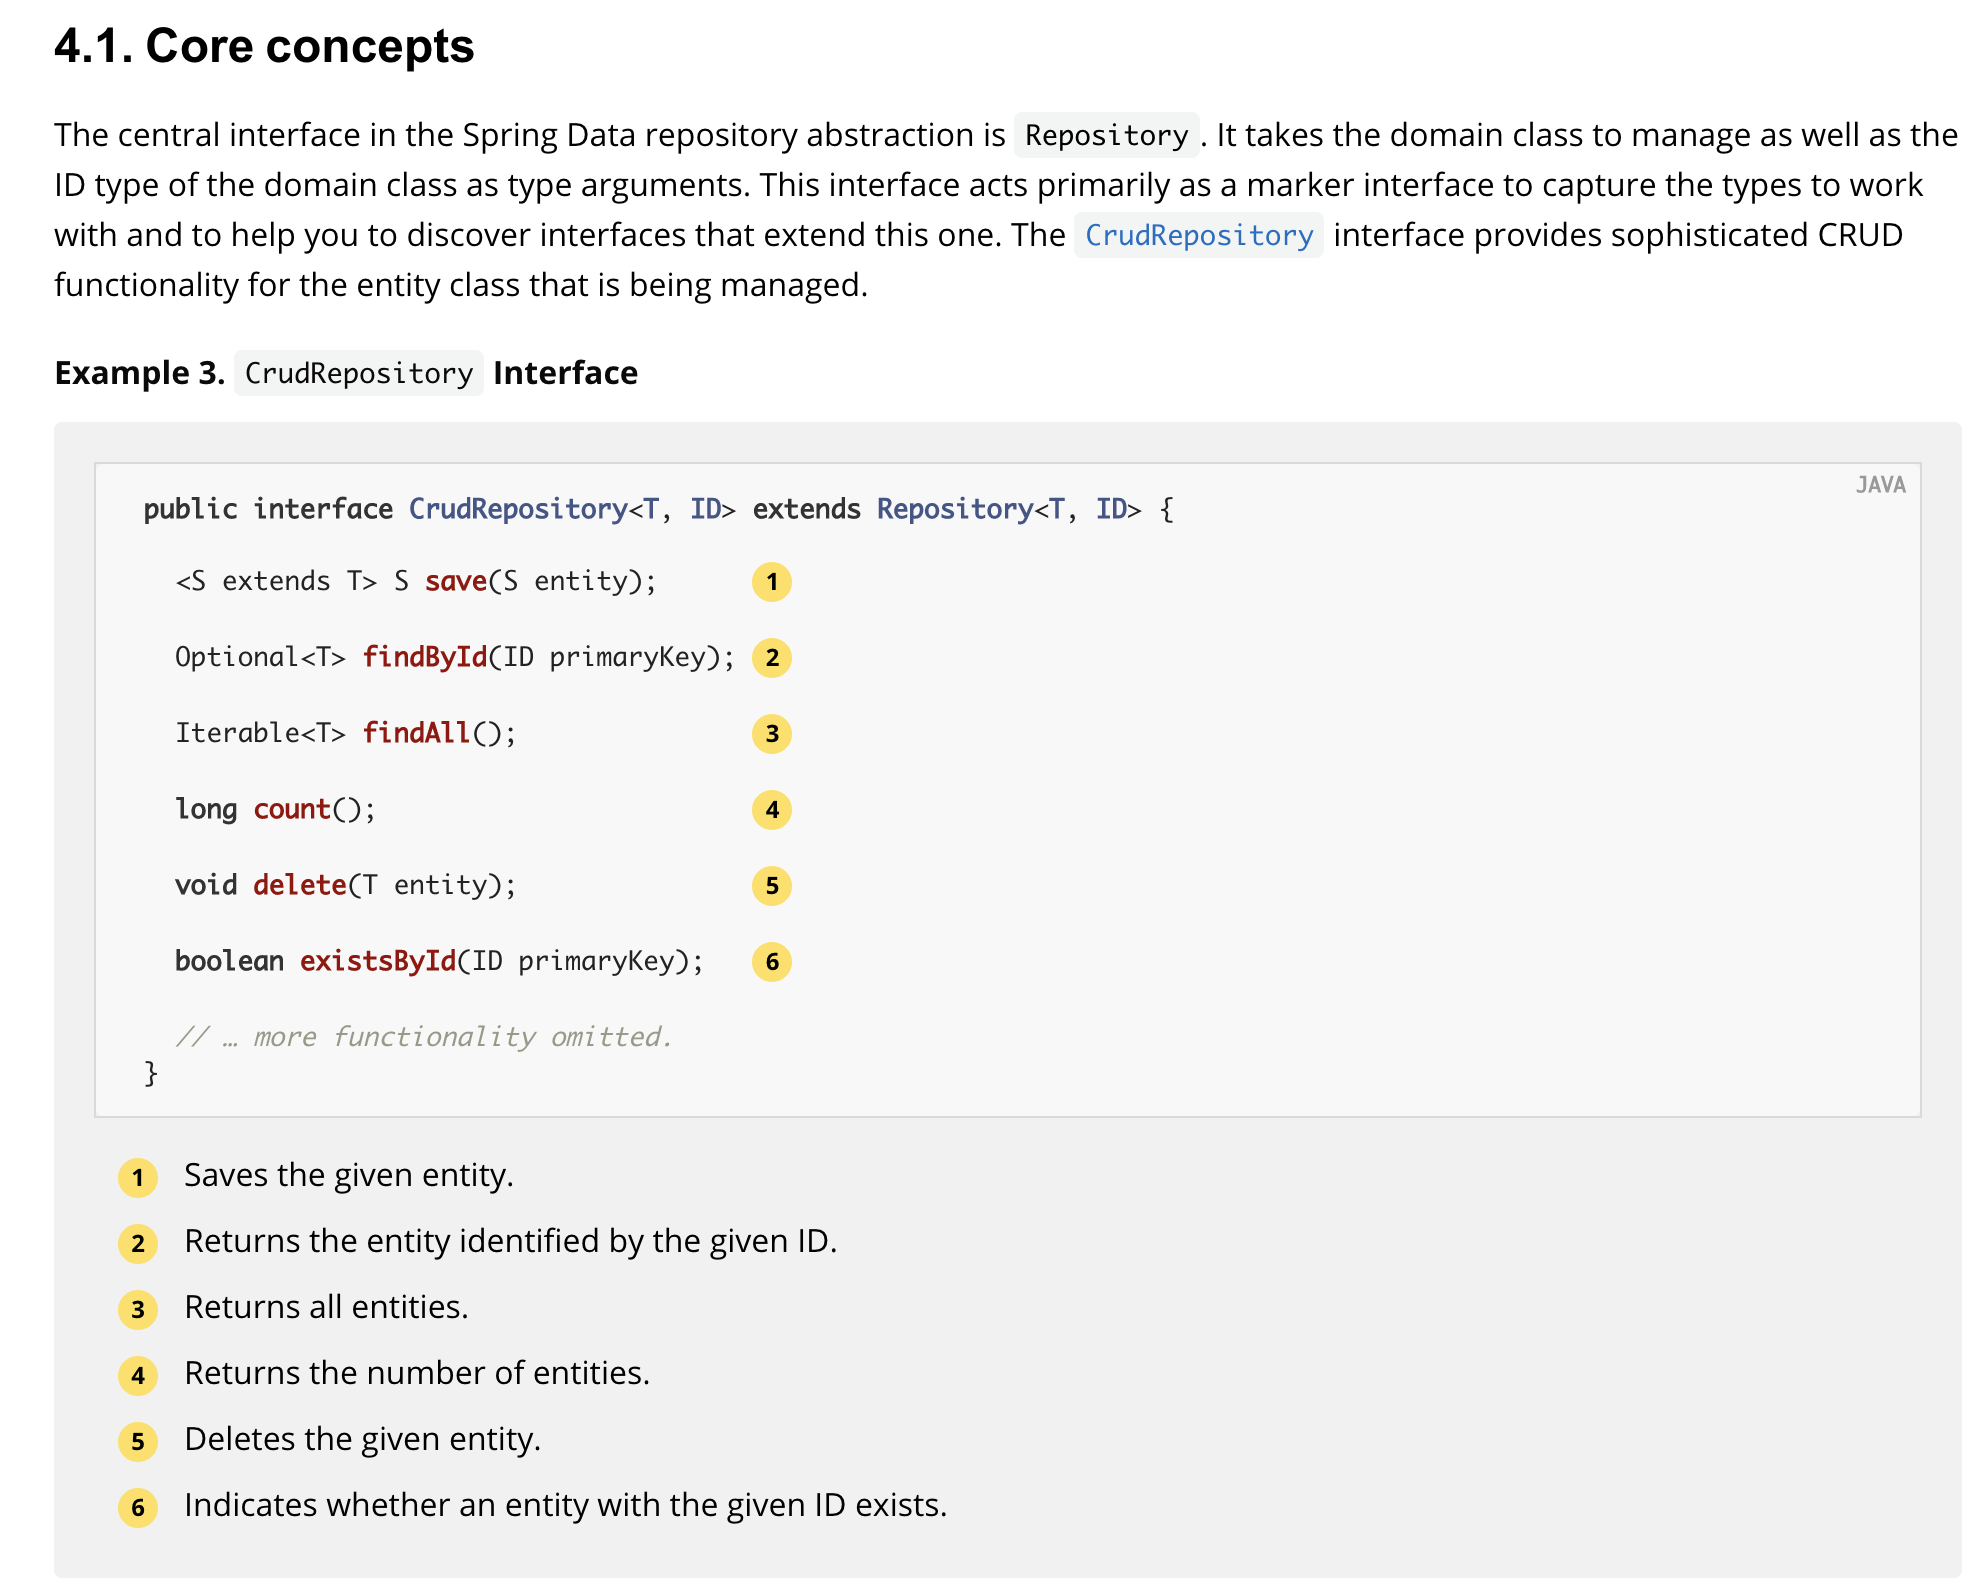 4.1. Core concepts
The central interface in the Spring Data repository abstraction is Repository. It takes the domain class to manage as well as the
ID type of the domain class as type arguments. This interface acts primarily as a marker interface to capture the types to work
with and to help you to discover interfaces that extend this one. The CrudRepository interface provides sophisticated CRUD
functionality for the entity class that is being managed.
Example 3. CrudRepository Interface
JAVA
public interface CrudRepository<T, ID> extends Repository<T, ID> {
<S extends T> S save(S entity); 1
Optional<T> findById(ID primaryKey); 2
Iterable<T> findAll(); 3
long count(); 4
void delete(T entity); 5
boolean existsById(ID primaryKey); 6
// … more functionality omitted.
}
1 Saves the given entity.
2 Returns the entity identified by the given ID.
3 Returns all entities.
4 Returns the number of entities.
5 Deletes the given entity.
6 Indicates whether an entity with the given ID exists.